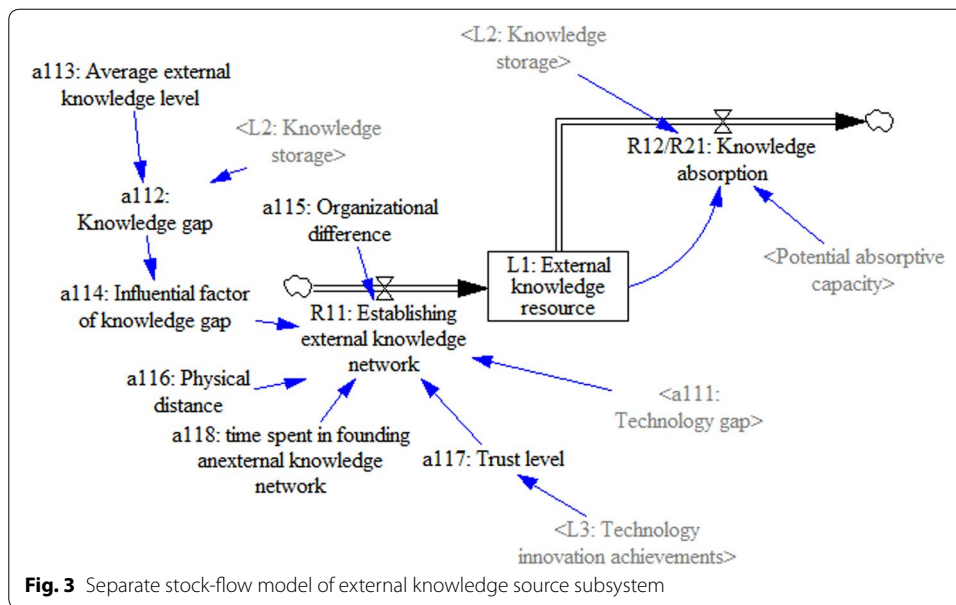 <L2: Knowledge
storage>
a113: Average external
knowledge level
<L2: Knowledge
storage>
R12/R21: Knowledge
absorption
a112:
Knowledge gap
a115: Organizational
difference
<Potential absorptive
capacity>
L1: External
knowledge
resource
a114: Influential factor
of knowledge gap
R11: Establishing
external knowledge
network
a116: Physical
distance
<a111:
Technology gap>
a118: time spent in founding
anexternal knowledge
network
a117: Trust level
<L3: Technology
innovation achievements>
Fig. 3 Separate stock-flow model of external knowledge source subsystem